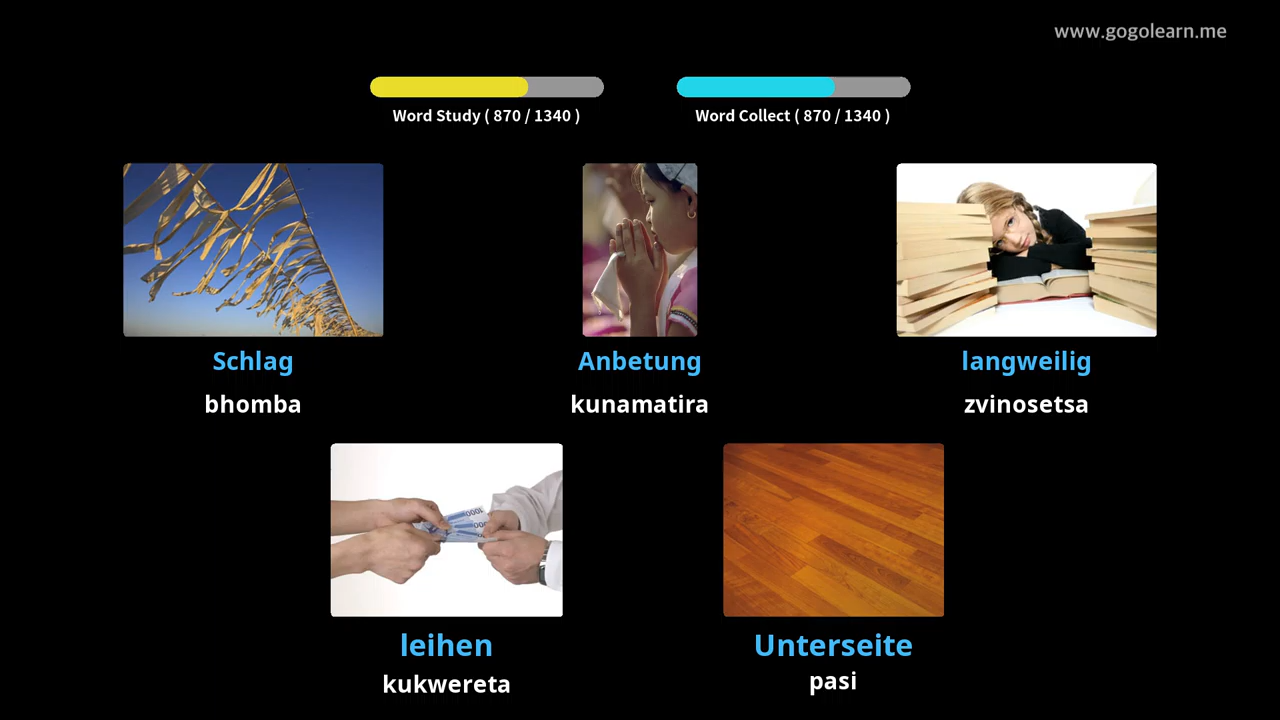 www.gogolearn.me
Word Study ( 870 / 1340 )
Word Collect ( 870 / 1340 )
Schlag
bhomba
Anbetung
kunamatira
langweilig
zvinosetsa
leihen
kukwereta
Unterseite
pasi